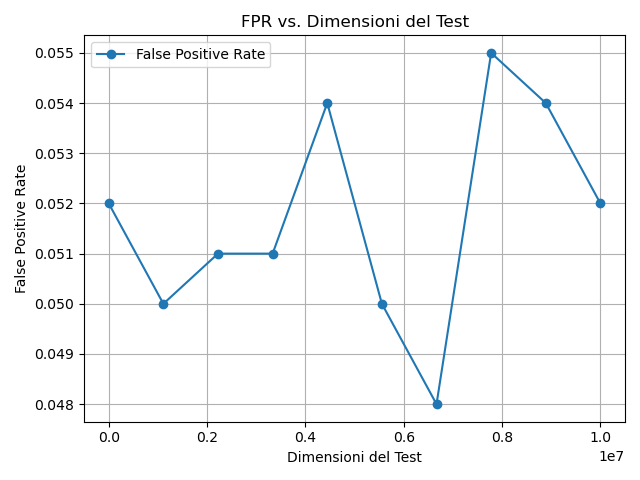 FPR vs. Dimensioni del Test
False Positive Rate
0.055
0.054
0.053
0.052
0.051
0.050
0.049
0.048
False Positive Rate
0.0 0.2 0.4 0.6 0.8 1.0
1e7
Dimensioni del Test